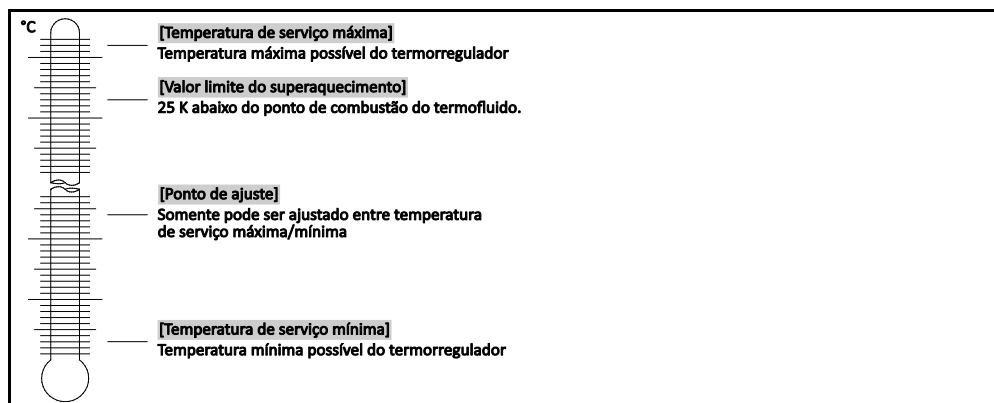 °C
[Temperatura de serviço máxima]
Temperatura máxima possível do termorregulador
[Valor limite do superaquecimento]
25 K abaixo do ponto de combustão do termofluido.
[Ponto de ajuste]
Somente pode ser ajustado entre temperatura
de serviço máxima/mínima
[Temperatura de serviço mínima]
Temperatura mínima possível do termorregulador